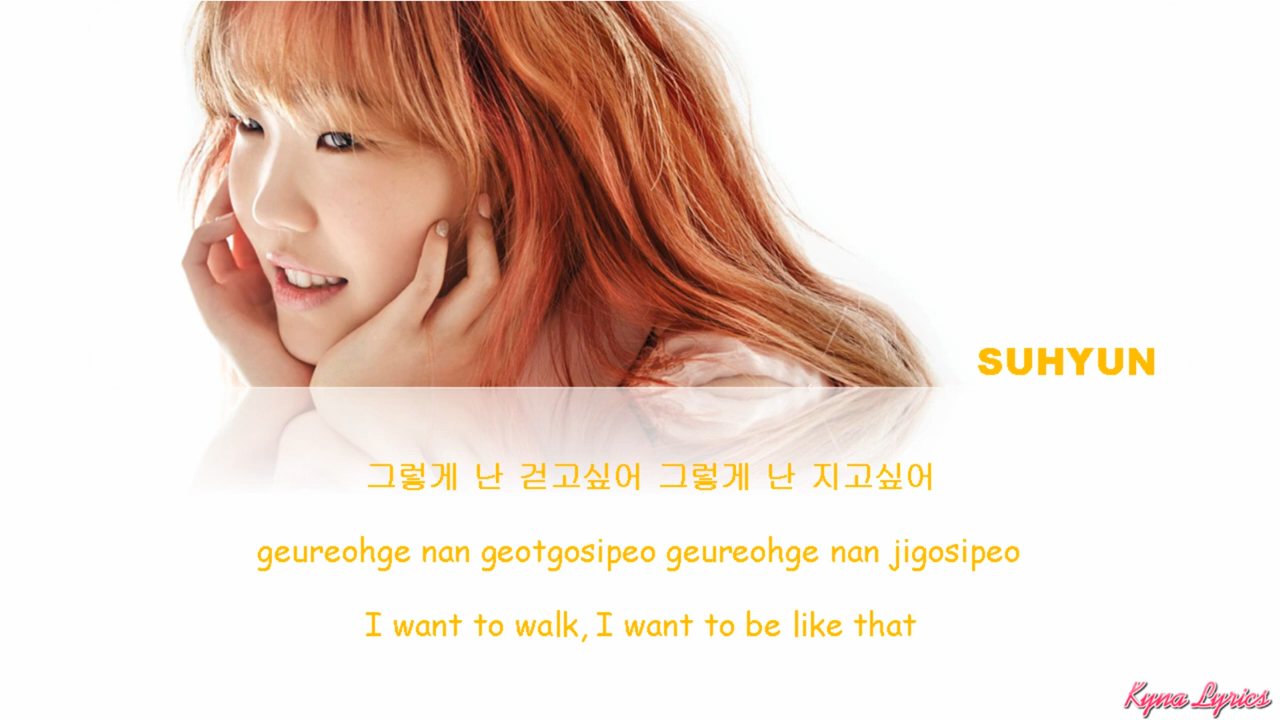 SUHYUN
그렇게 난 걷고싶어 그렇게 난 지고싶어
geureohge nan geotgosipeo geureohge nan jigosipeo
I want to walk, I want to be like that
Kyna Lyrics